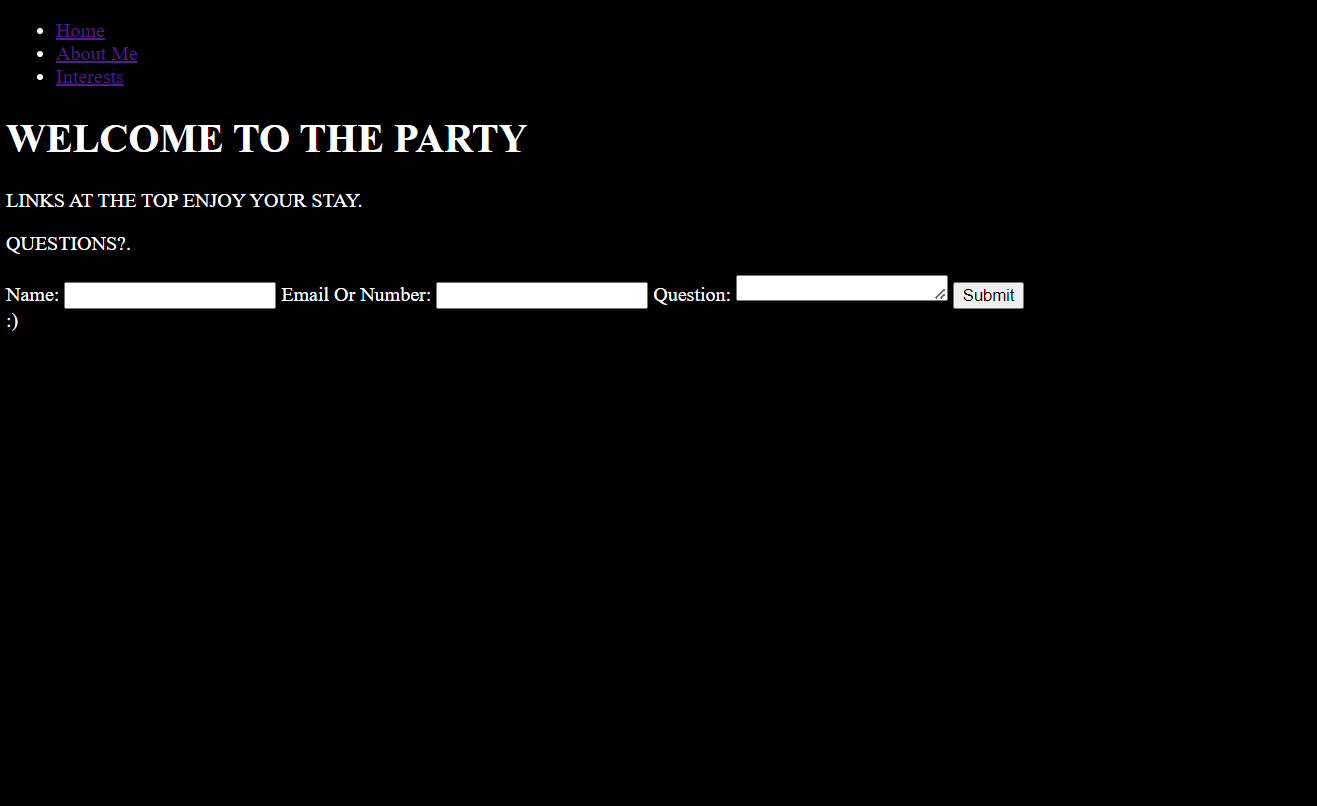 Home
About Me
Interests
WELCOME TO THE PARTY
LINKS AT THE TOP ENJOY YOUR STAY.
QUESTIONS?.
Name: Email Or Number: Question: Submit
:)